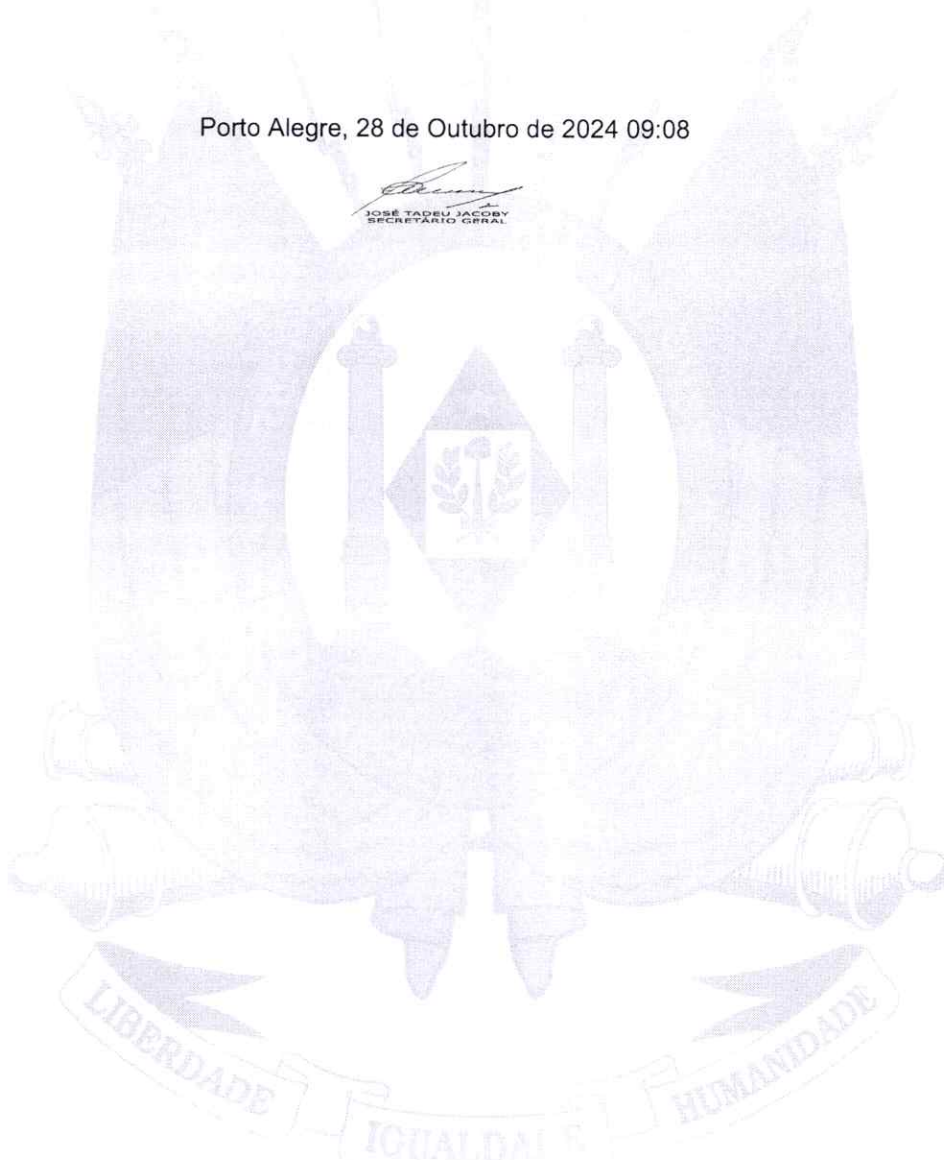 Porto Alegre, 28 de Outubro de 2024 09:08
JOSÉ TADEU JACOBY
SECRETÁRIO GERAL
LIBERDADE
IGUALDADE
HUMANIDADE